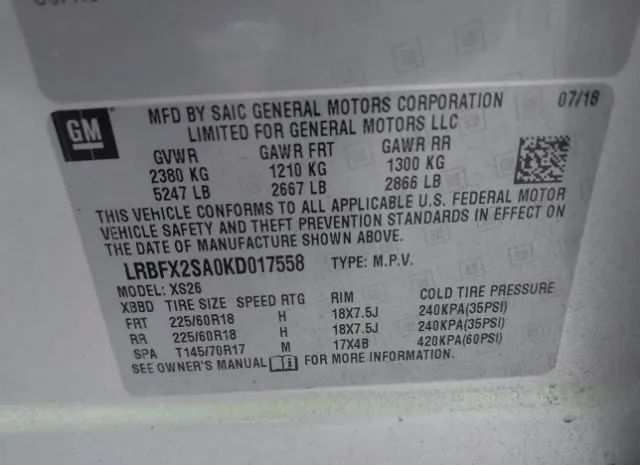 GM
MFD BY SAIC GENERAL MOTORS CORPORATION 07/18
LIMITED FOR GENERAL MOTORS LLC
GVWR GAWR FRT GAWR RR
2380 KG 1210 KG 1300 KG
5247 LB 2667 LB 2866 LB
THIS VEHICLE CONFORMS TO ALL APPLICABLE U.S. FEDERAL MOTOR
VEHICLE SAFETY AND THEFT PREVENTION STANDARDS IN EFFECT ON
THE DATE OF MANUFACTURE SHOWN ABOVE.
LRBFX2SA0KD017558 TYPE: M.P.V.
MODEL: XS26
XBBD TIRE SIZE SPEED RTG RIM COLD TIRE PRESSURE
FRT 225/60R18 H 18X7.5J 240KPA(35PSI)
RR 225/60R18 H 18X7.5J 240KPA(35PSI)
SPA T145/70R17 M 17X4B 420KPA(60PSI)
SEE OWNER'S MANUAL FOR MORE INFORMATION.